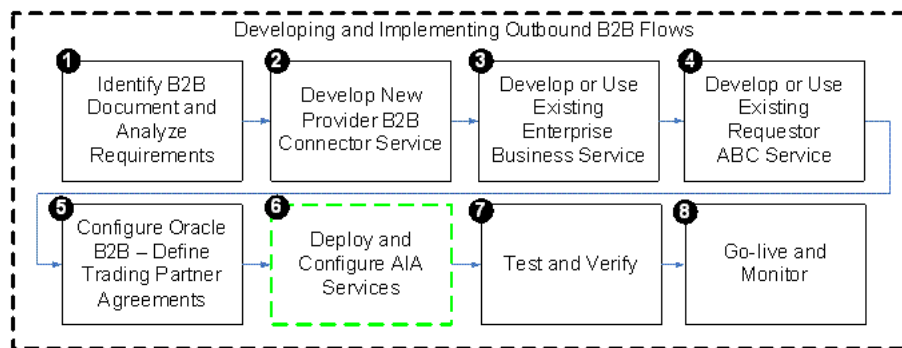 Developing and Implementing Outbound B2B Flows
1
Identify B2B
Document and
Analyze
Requirements
2
Develop New
Provider B2B
Connector Service
3
Develop or Use
Existing
Enterprise
Business Service
4
Develop or Use
Existing
Requestor
ABC Service
5
Configure Oracle
B2B – Define
Trading Partner
Agreements
6
Deploy and
Configure AIA
Services
7
Test and Verify
8
Go-live and
Monitor